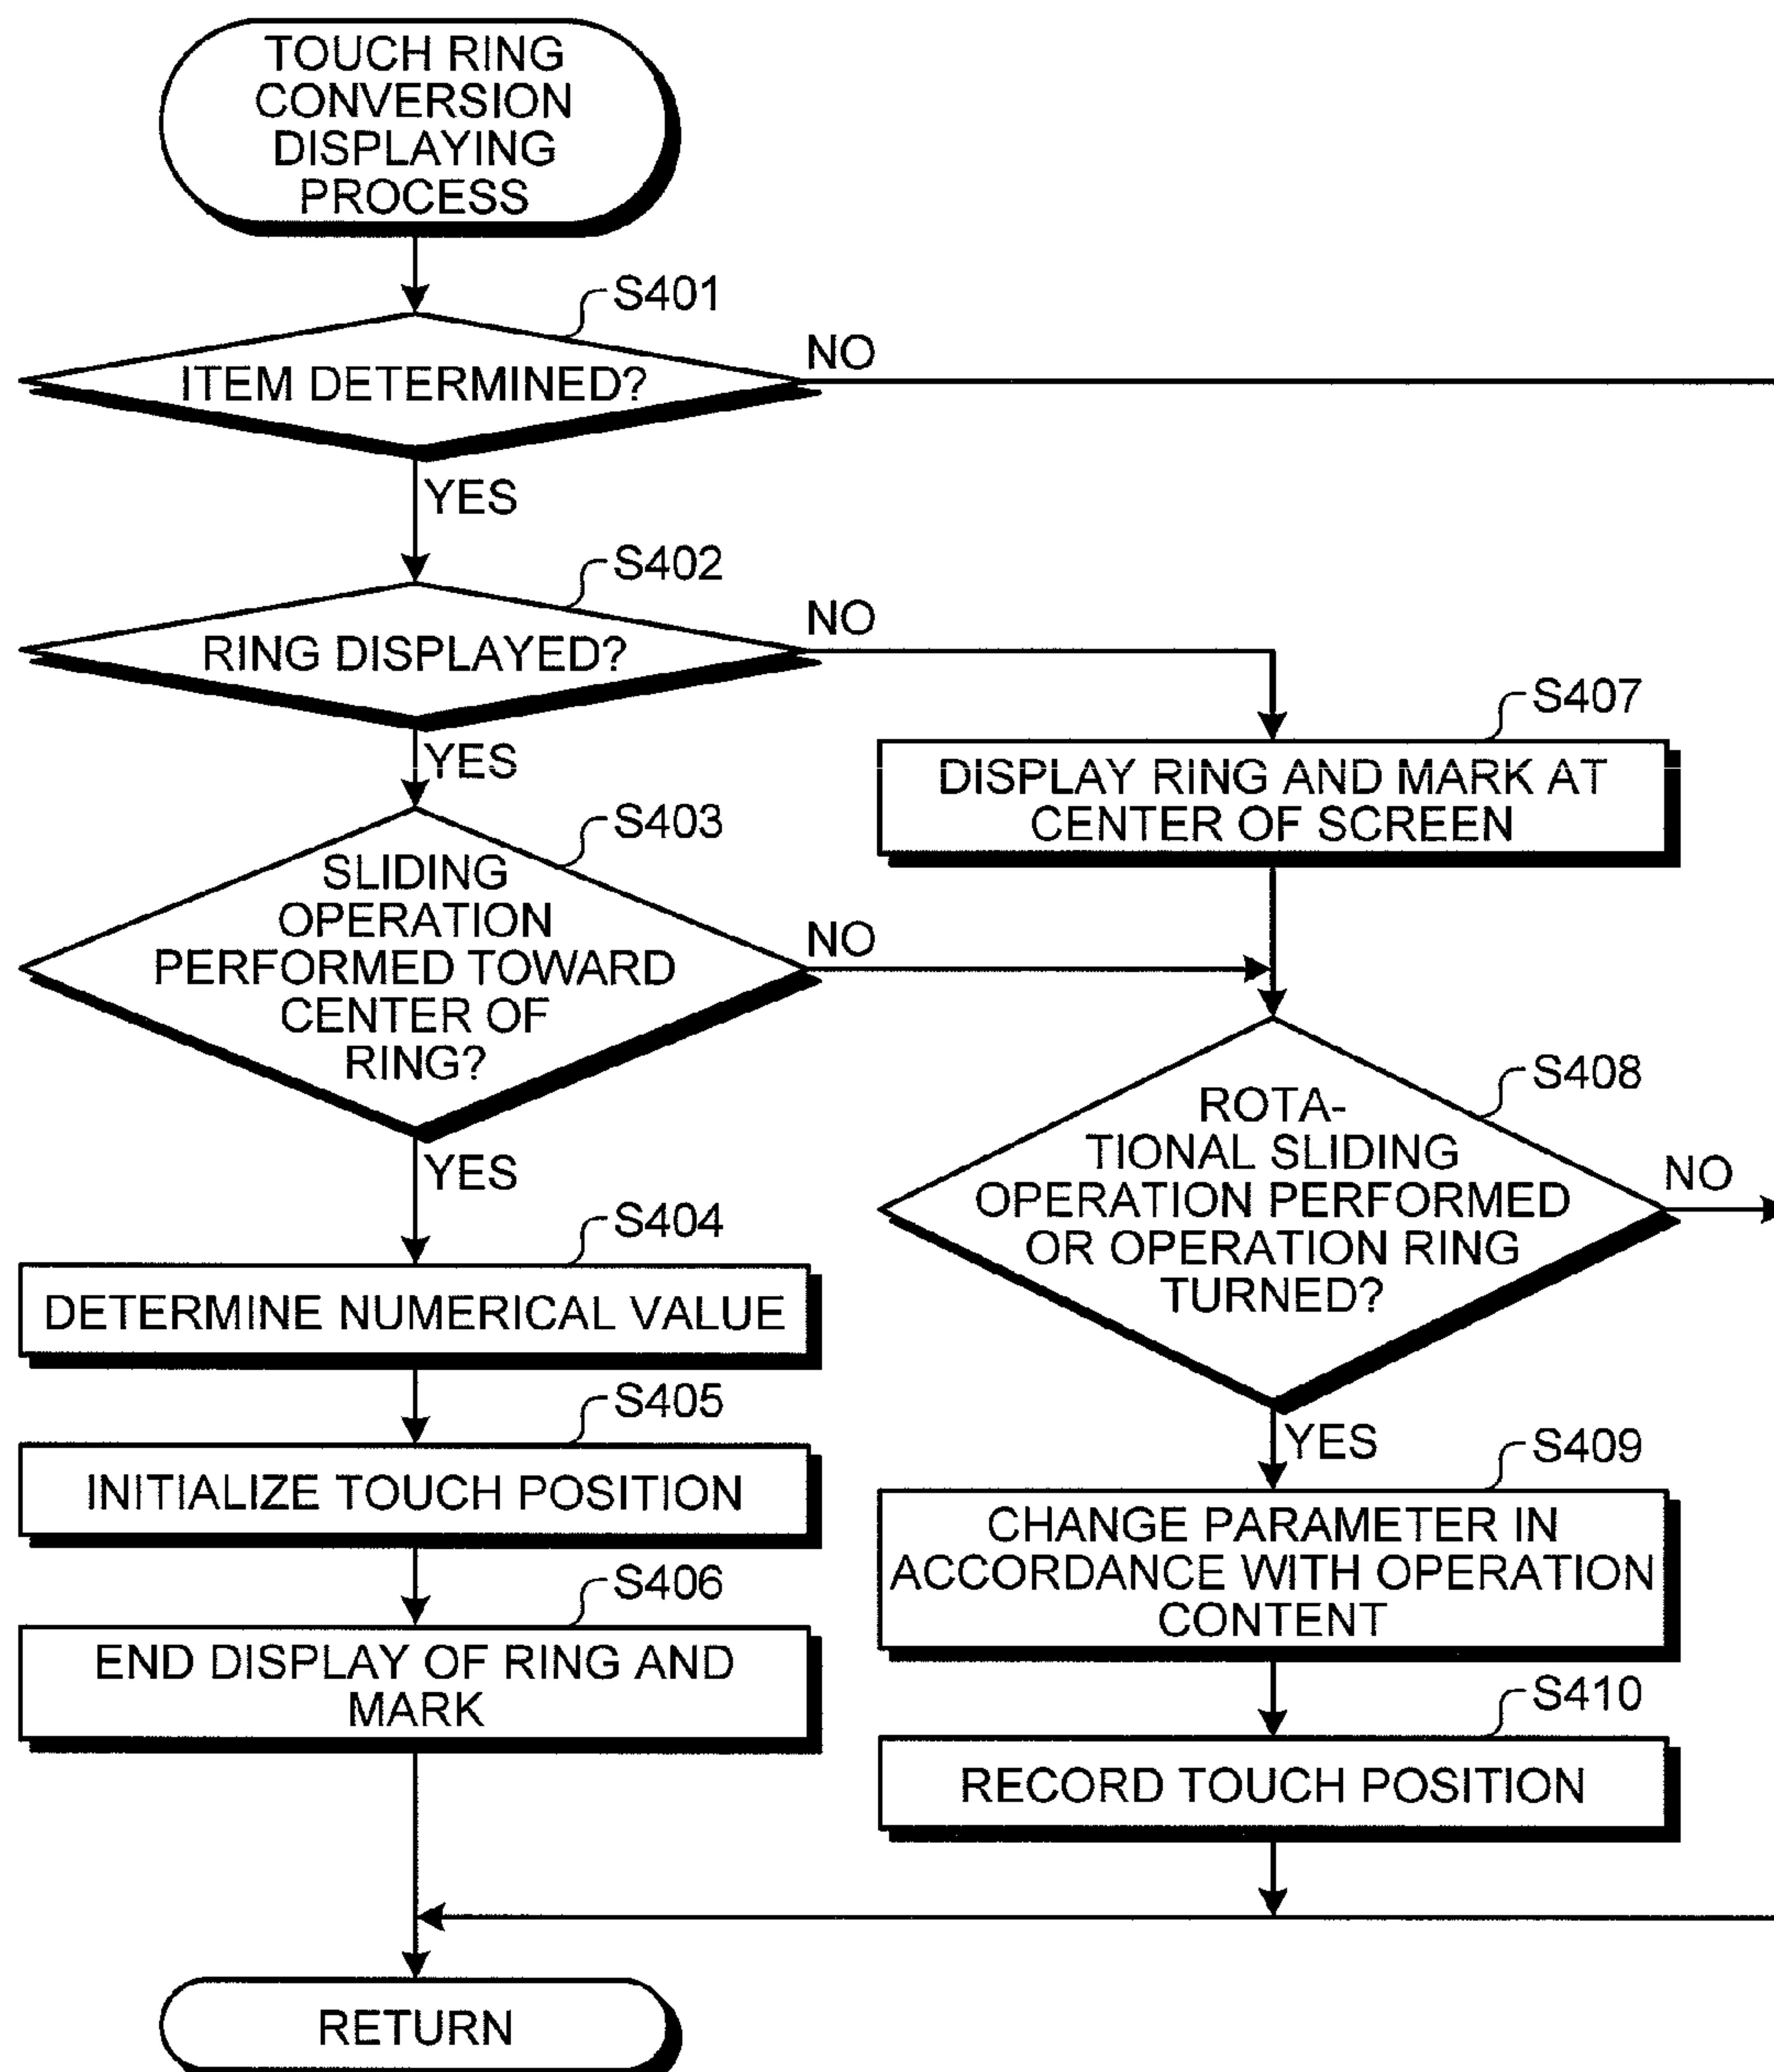 TOUCH RING
CONVERSION
DISPLAYING
PROCESS
S401
ITEM DETERMINED?
NO
YES
S402
RING DISPLAYED?
NO
YES
S407
DISPLAY RING AND MARK AT
CENTER OF SCREEN
S403
SLIDING
OPERATION
PERFORMED TOWARD
CENTER OF
RING?
NO
YES
S408
ROTA-
TIONAL SLIDING
OPERATION PERFORMED
OR OPERATION RING
TURNED?
NO
YES
S404
DETERMINE NUMERICAL VALUE
S405
INITIALIZE TOUCH POSITION
S406
END DISPLAY OF RING AND
MARK
S409
CHANGE PARAMETER IN
ACCORDANCE WITH OPERATION
CONTENT
S410
RECORD TOUCH POSITION
RETURN